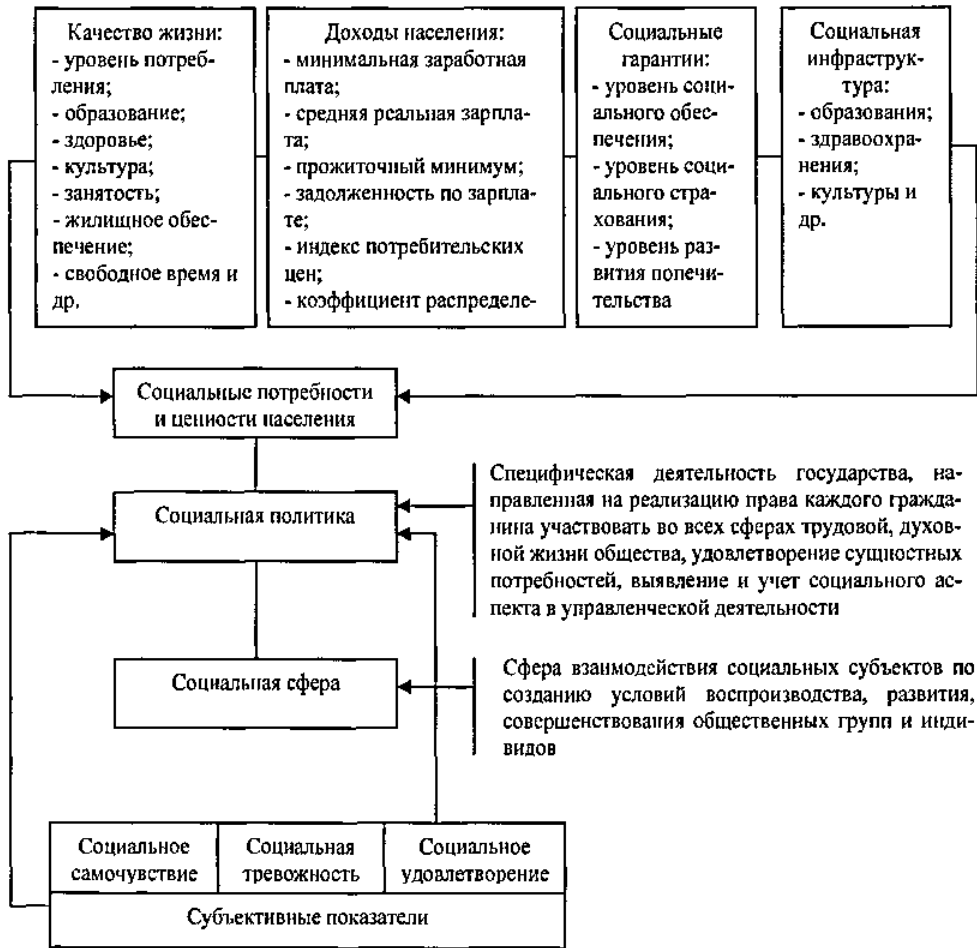 Качество жизни:
- уровень потреб-
ления;
- образование;
- здоровье;
- культура;
- занятость;
- жилищное обес-
печение;
- свободное время и
др.
Доходы населения:
- минимальная заработная
плата;
- средняя реальная зарпла-
та;
- прожиточный минимум;
- задолженность по зарпла-
те;
- индекс потребительских
цен;
- коэффициент распределе-
Социальные
гарантии:
- уровень соци-
ального обес-
печения;
- уровень соци-
ального стра-
хования;
- уровень раз-
вития попечи-
тельства
Социальная
инфраструк-
тура:
- образования;
- здравоохра-
нения;
- культуры и
др.
Социальные потребности
и ценности населения
Социальная политика
Специфическая деятельность государства, на-
правленная на реализацию права каждого гражда-
нина участвовать во всех сферах трудовой, духов-
ной жизни общества, удовлетворение сущностных
потребностей, выявление и учет социального ас-
пекта в управленческой деятельности
Социальная сфера
Сфера взаимодействия социальных субъектов по
созданию условий воспроизводства, развития,
совершенствования общественных групп и инди-
видов
Социальное
самочувствие
Социальная
тревожность
Социальное
удовлетворение
Субъективные показатели